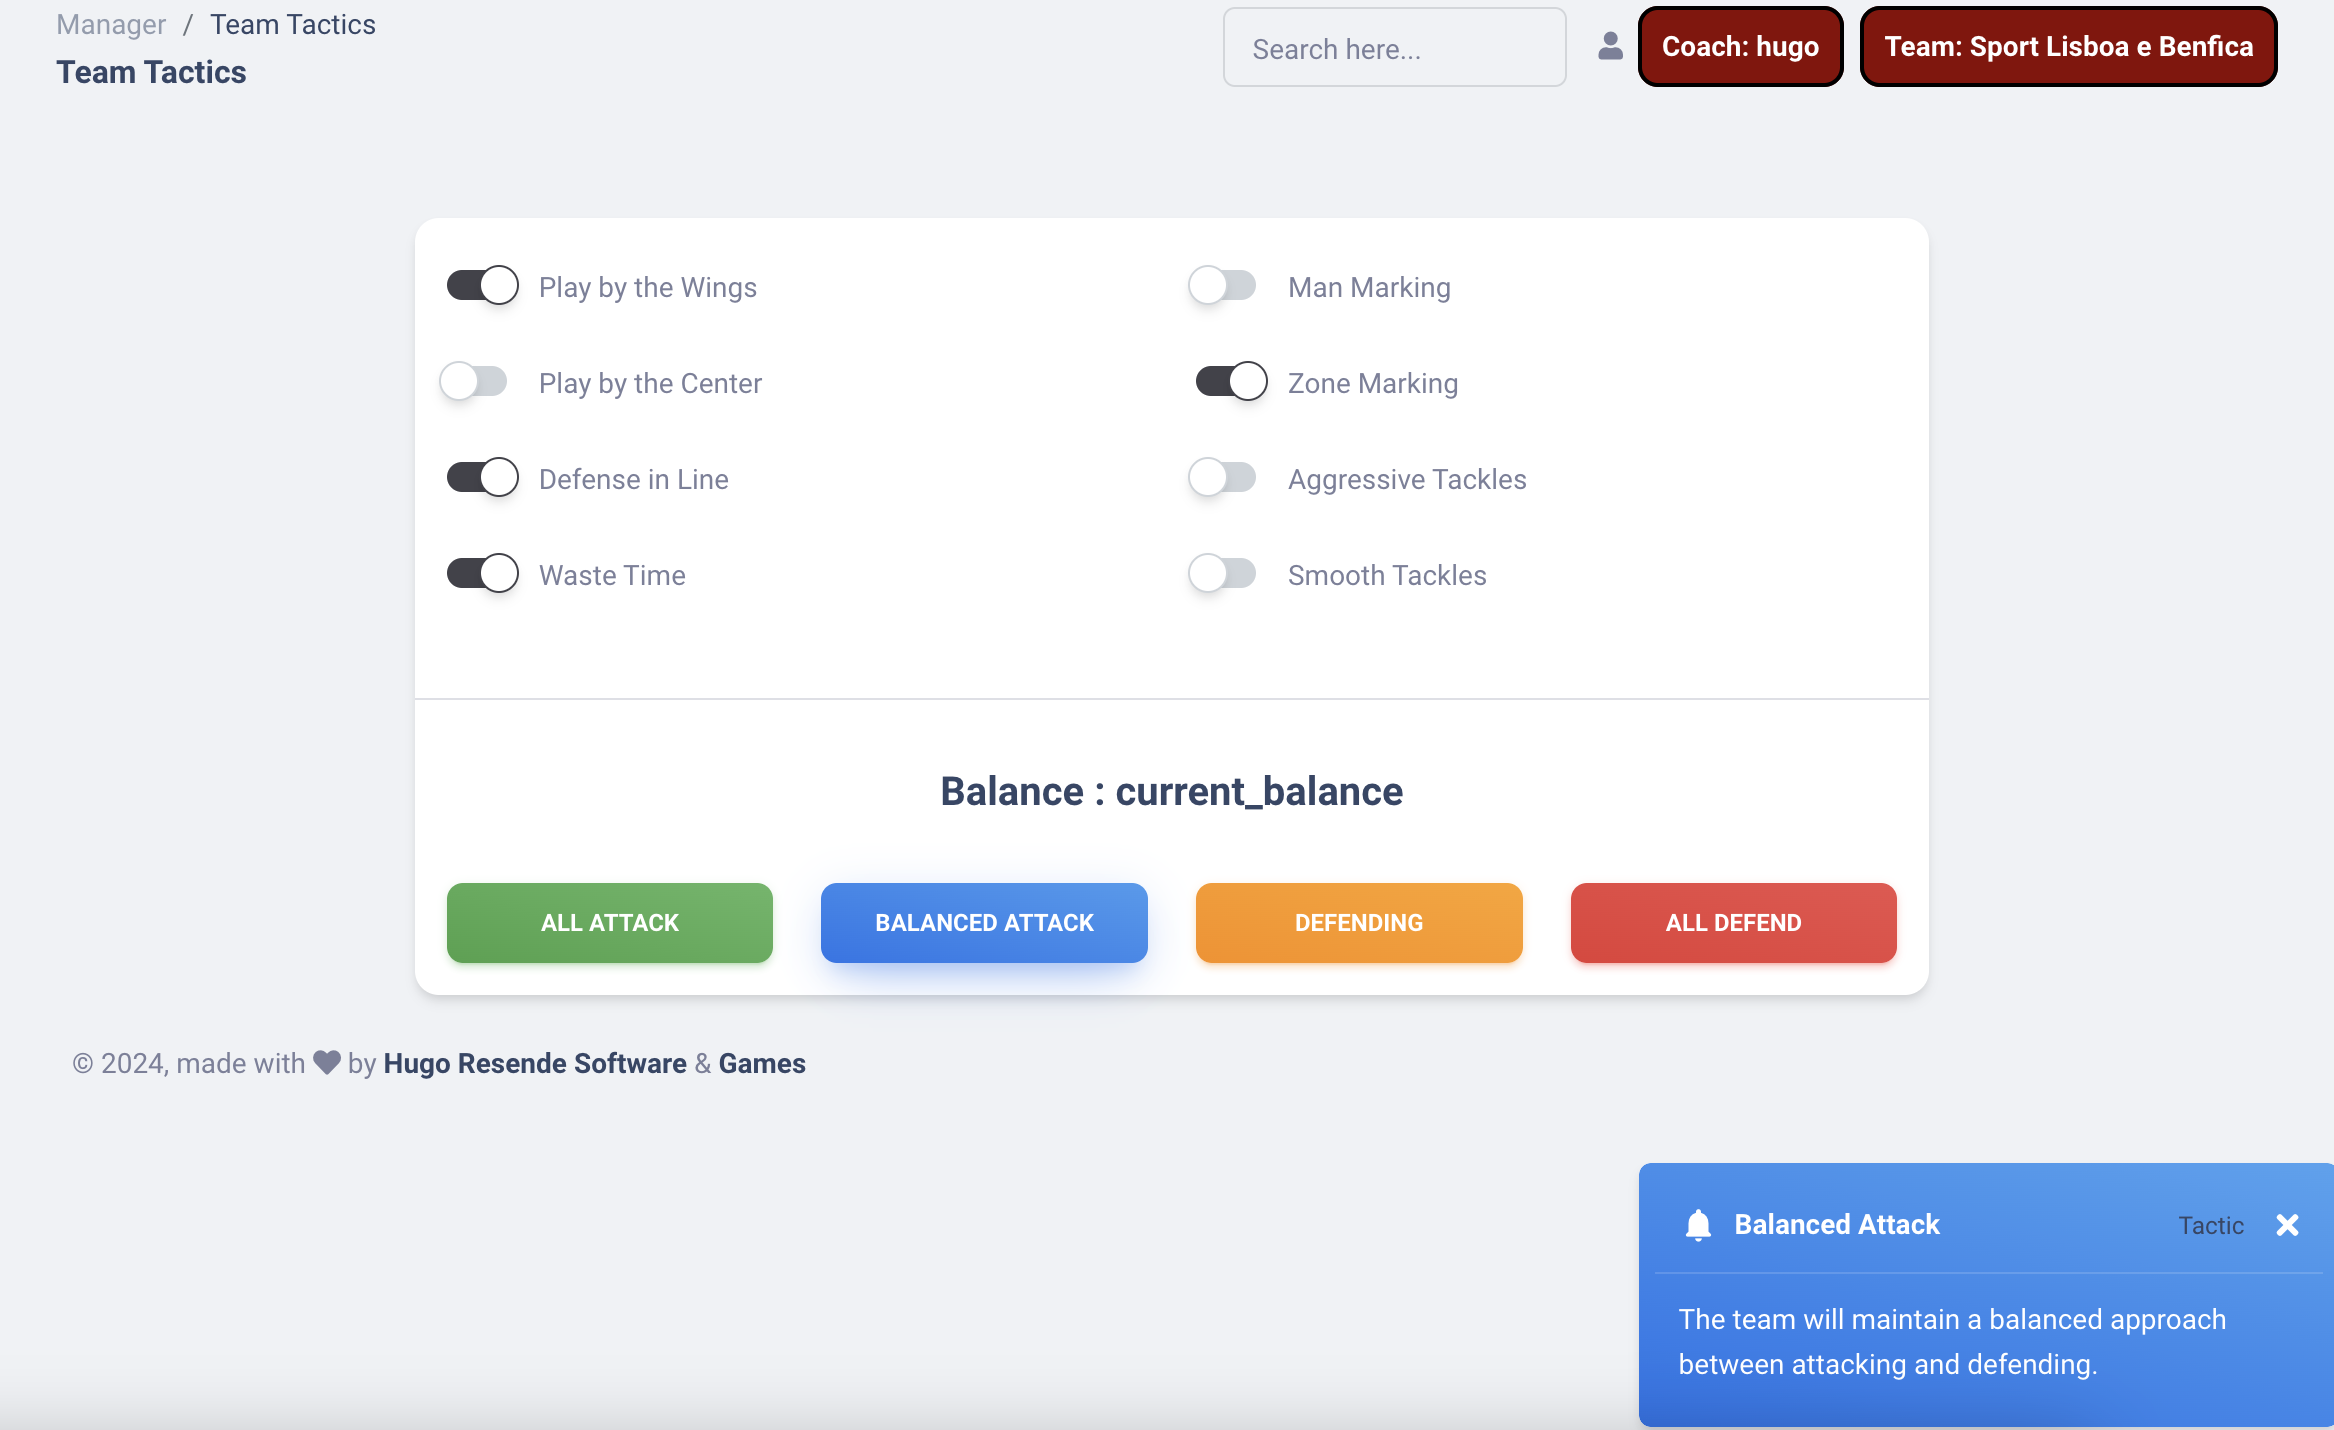 Manager / Team Tactics
Team Tactics
Search here...
Coach: hugo
Team: Sport Lisboa e Benfica
Play by the Wings
Man Marking
Play by the Center
Zone Marking
Defense in Line
Aggressive Tackles
Waste Time
Smooth Tackles
Balance : current_balance
ALL ATTACK
BALANCED ATTACK
DEFENDING
ALL DEFEND
© 2024, made with ♥ by Hugo Resende Software & Games
Balanced Attack
Tactic
The team will maintain a balanced approach
between attacking and defending.